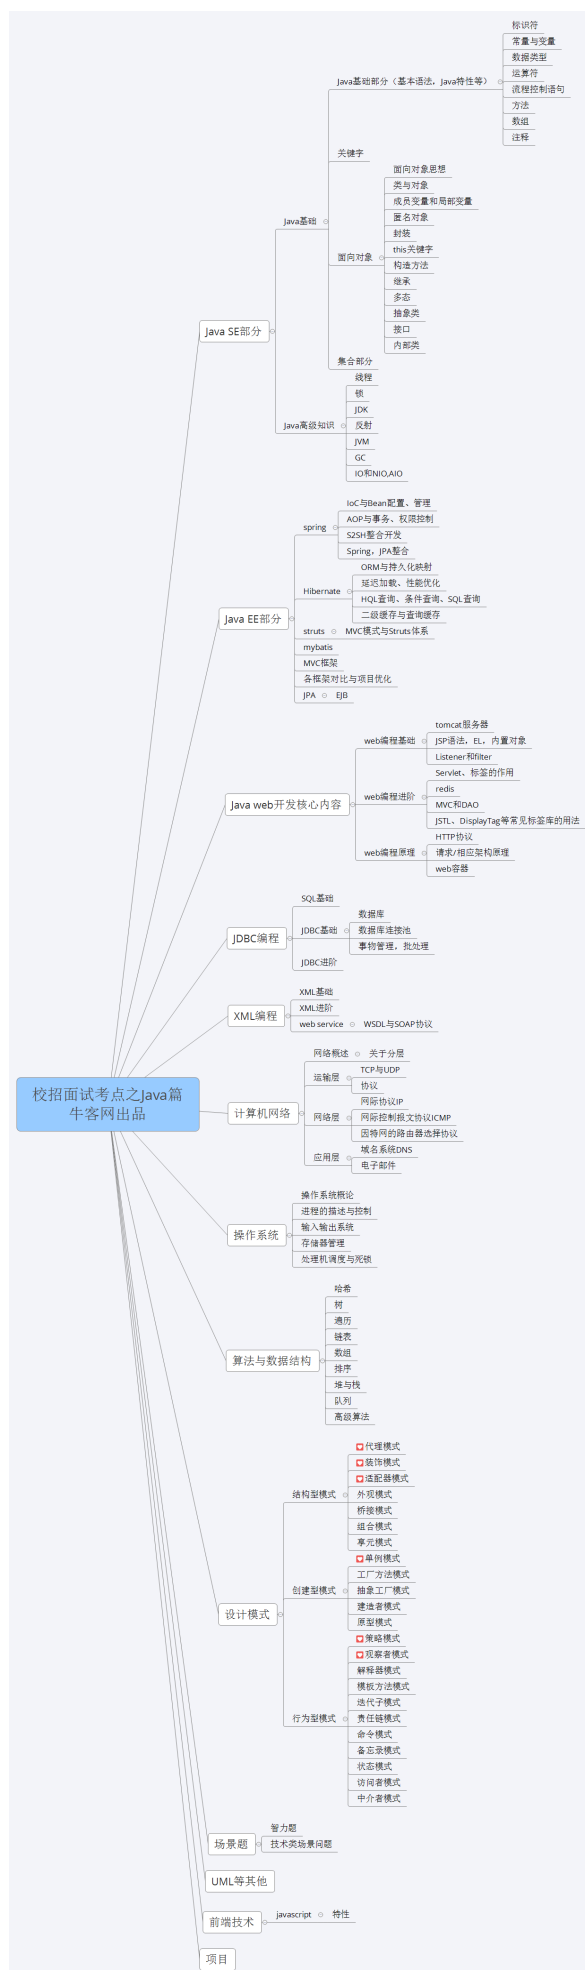 校招面试考点之Java篇
牛客网出品
Java SE部分
Java基础
Java基础部分（基本语法，Java特性等）
标识符
常量与变量
数据类型
运算符
流程控制语句
方法
数组
注释
关键字
面向对象
面向对象思想
类与对象
成员变量和局部变量
匿名对象
封装
this关键字
构造方法
继承
多态
抽象类
接口
内部类
集合部分
Java高级知识
线程
锁
JDK
反射
JVM
GC
IO和NIO,AIO
Java EE部分
spring
IoC与Bean配置、管理
AOP与事务、权限控制
S2SH整合开发
Spring，JPA整合
Hibernate
ORM与持久化映射
延迟加载、性能优化
HQL查询、条件查询、SQL查询
二级缓存与查询缓存
struts
MVC模式与Struts体系
mybatis
MVC框架
各框架对比与项目优化
JPA
EJB
Java web开发核心内容
web编程基础
tomcat服务器
JSP语法，EL，内置对象
Listener和filter
web编程进阶
Servlet、标签的作用
redis
MVC和DAO
JSTL、DisplayTag等常见标签库的用法
web编程原理
HTTP协议
请求/相应架构原理
web容器
JDBC编程
SQL基础
JDBC基础
数据库
数据库连接池
事物管理，批处理
JDBC进阶
XML编程
XML基础
XML进阶
web service
WSDL与SOAP协议
计算机网络
网络概述
关于分层
运输层
TCP与UDP
协议
网络层
网际协议IP
网际控制报文协议ICMP
因特网的路由器选择协议
应用层
域名系统DNS
电子邮件
操作系统
操作系统概论
进程的描述与控制
输入输出系统
存储器管理
处理机调度与死锁
算法与数据结构
哈希
树
遍历
链表
数组
排序
堆与栈
队列
高级算法
设计模式
结构型模式
代理模式
装饰模式
适配器模式
外观模式
桥接模式
组合模式
享元模式
创建型模式
单例模式
工厂方法模式
抽象工厂模式
建造者模式
原型模式
行为型模式
策略模式
观察者模式
解释器模式
模板方法模式
迭代子模式
责任链模式
命令模式
备忘录模式
状态模式
访问者模式
中介者模式
场景题
智力题
技术类场景问题
UML等其他
前端技术
javascript
特性
项目